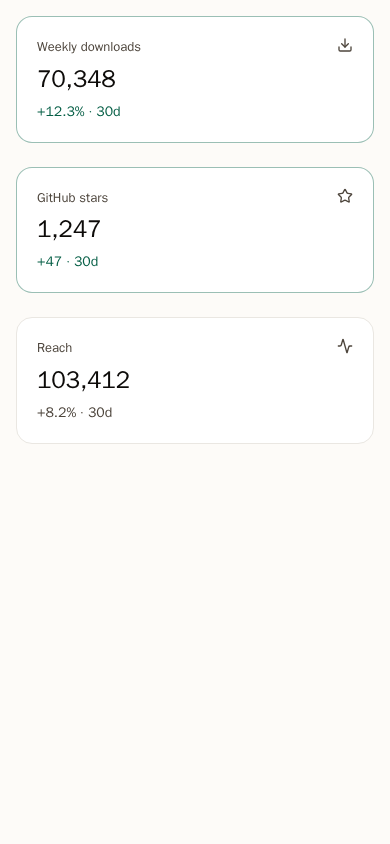 Weekly downloads
70,348
+12.3% · 30d
GitHub stars
1,247
+47 · 30d
Reach
103,412
+8.2% · 30d